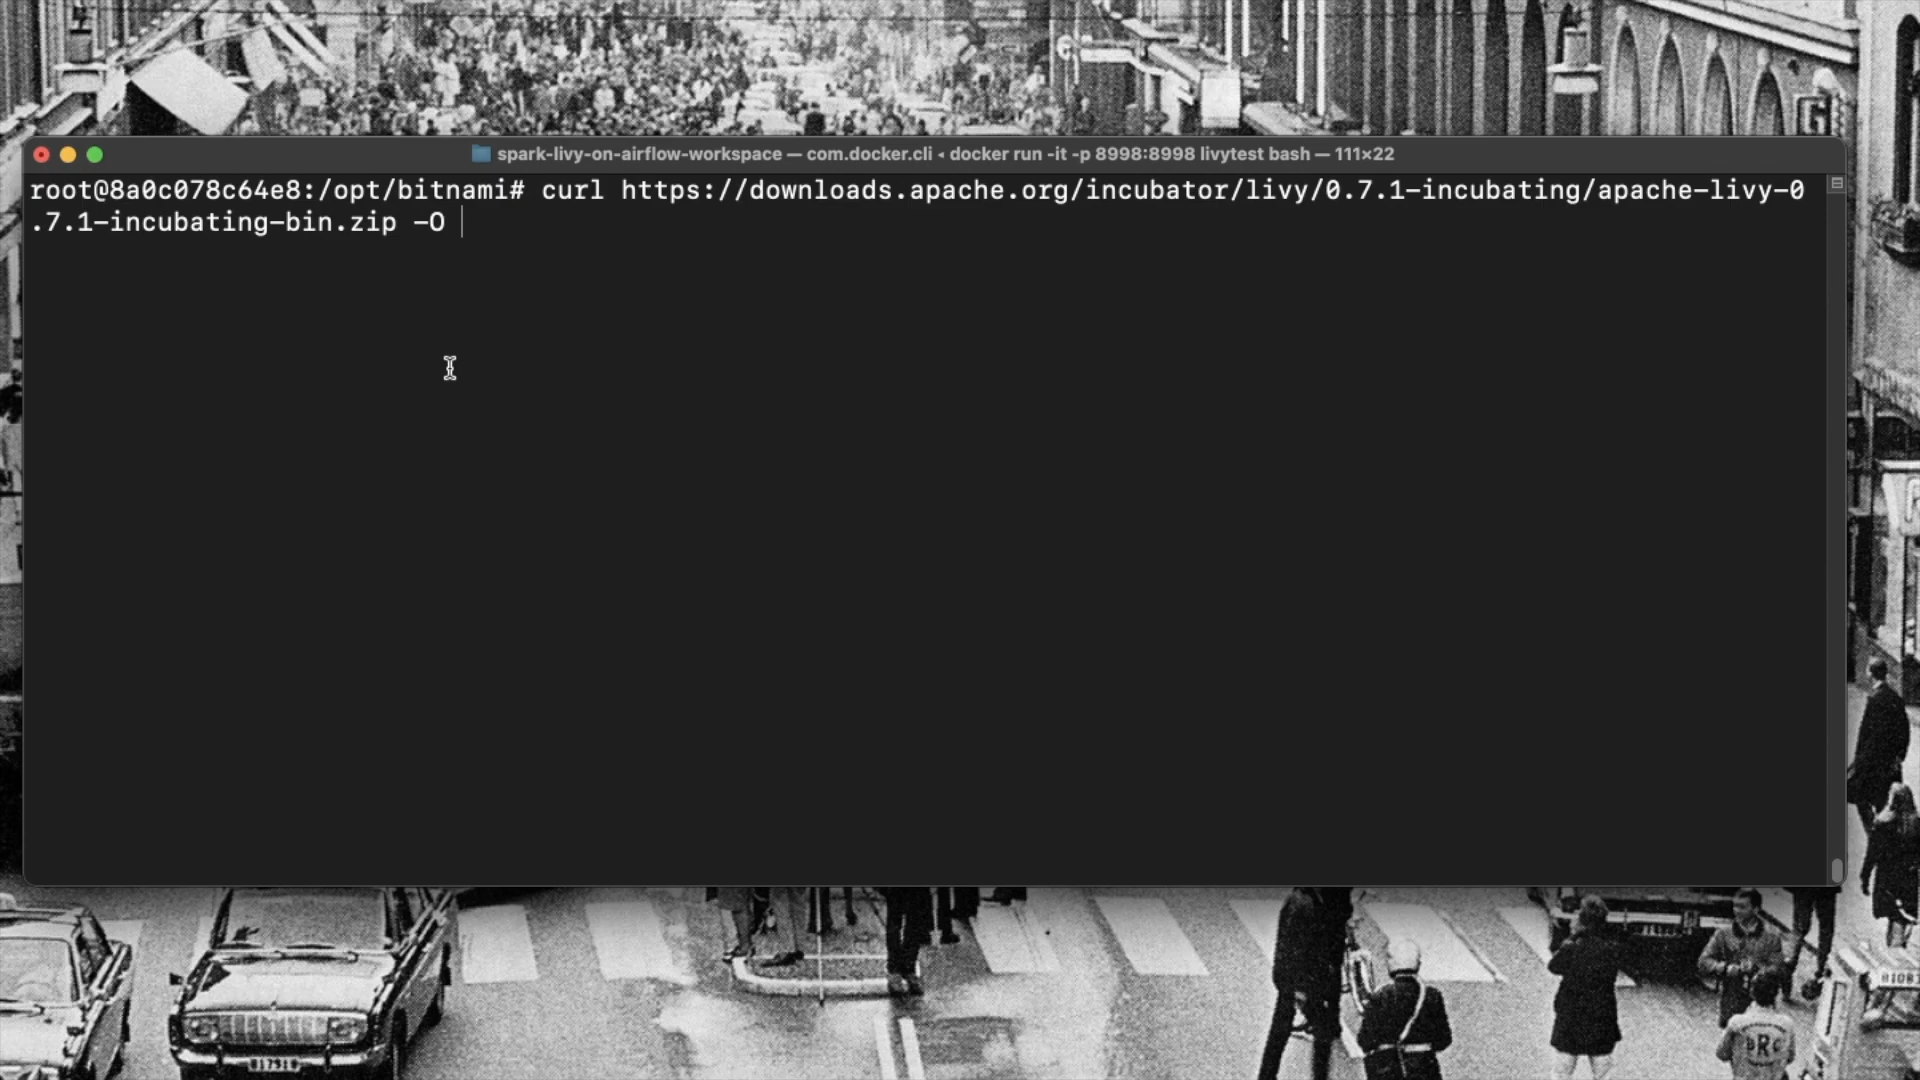 spark-livy-on-airflow-workspace — com.docker.cli ◂ docker run -it -p 8998:8998 livytest bash — 111×22
root@8a0c078c64e8:/opt/bitnami# curl https://downloads.apache.org/incubator/livy/0.7.1-incubating/apache-livy-0
.7.1-incubating-bin.zip -O